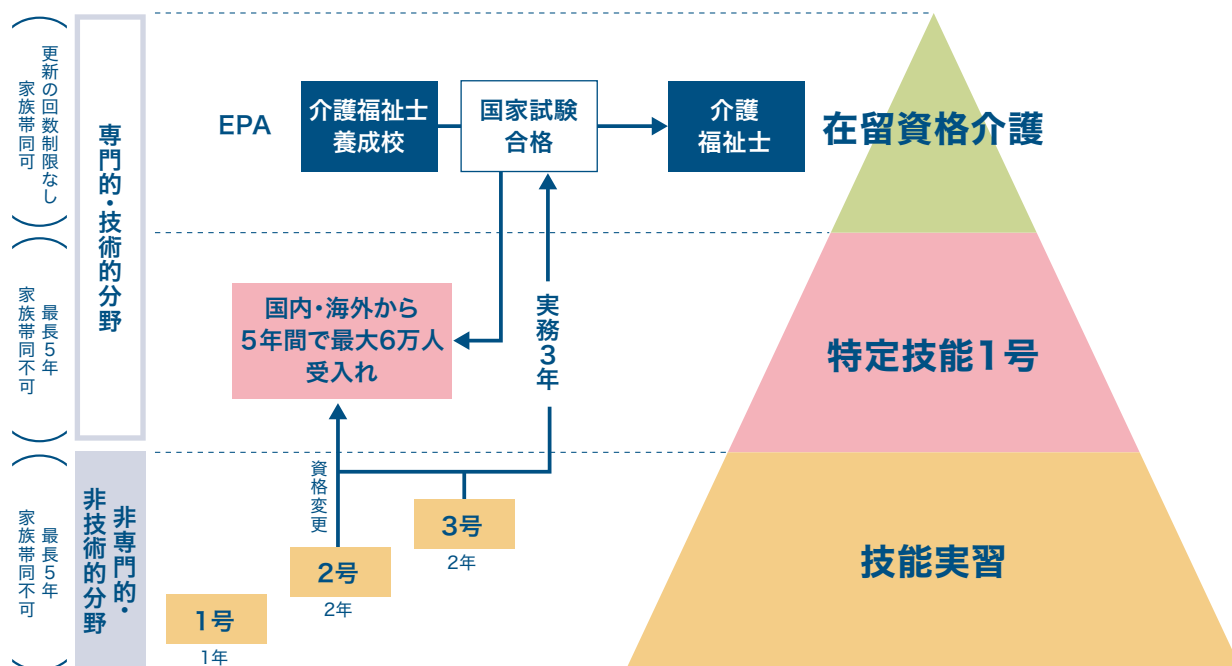 更新の回数制限なし
家族帯同可
専門的・技術的分野
EPA
介護福祉士
養成校
国家試験
合格
介護
福祉士
在留資格介護
最長5年
家族帯同不可
国内・海外から
5年間で最大6万人
受入れ
実務3年
特定技能1号
最長5年
家族帯同不可
非専門的・
非技術的分野
資格変更
3号
2年
2号
2年
1号
1年
技能実習